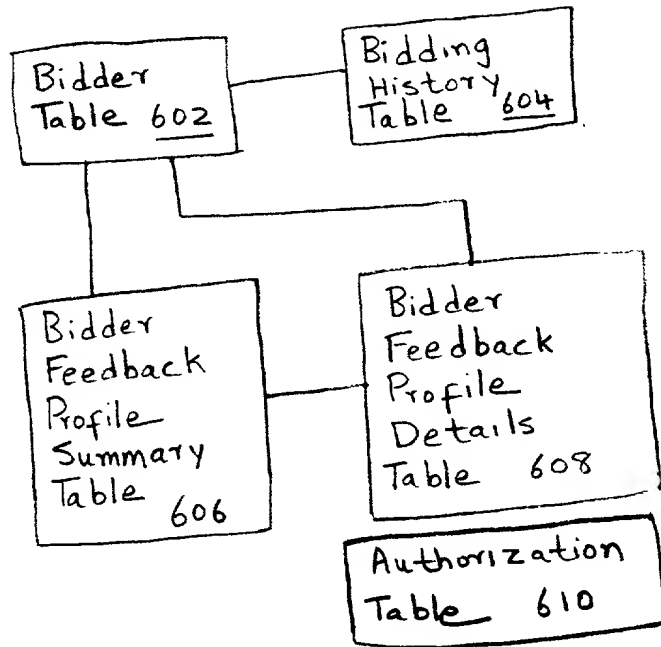 Bidder
Table 602
Bidding
History
Table 604
Bidder
Feedback
Profile
Summary
Table
606
Bidder
Feedback
Profile
Details
Table 608
Authorization
Table 610